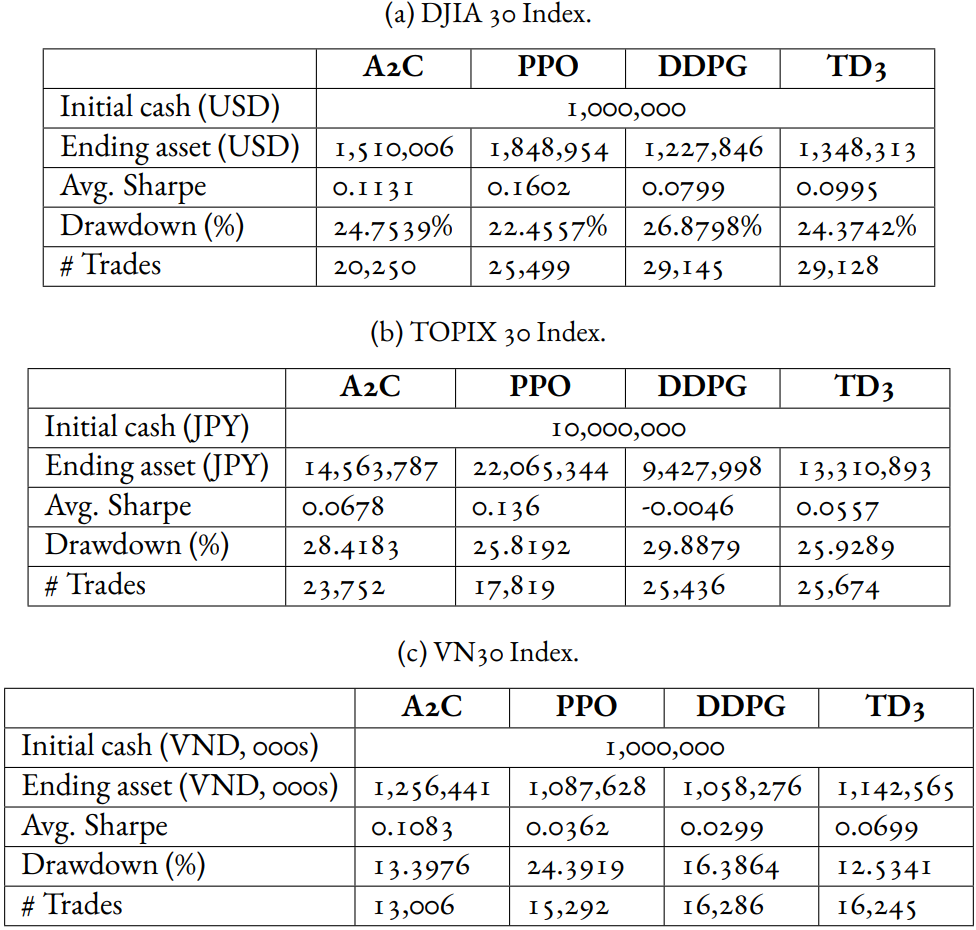 (a) DJIA 30 Index.
A2C PPO DDPG TD3
Initial cash (USD) 1,000,000
Ending asset (USD) 1,510,006 1,848,954 1,227,846 1,348,313
Avg. Sharpe 0.1131 0.1602 0.0799 0.0995
Drawdown (%) 24.7539% 22.4557% 26.8798% 24.3742%
# Trades 20,250 25,499 29,145 29,128
(b) TOPIX 30 Index.
A2C PPO DDPG TD3
Initial cash (JPY) 10,000,000
Ending asset (JPY) 14,563,787 22,065,344 9,427,998 13,310,893
Avg. Sharpe 0.0678 0.136 -0.0046 0.0557
Drawdown (%) 28.4183 25.8192 29.8879 25.9289
# Trades 23,752 17,819 25,436 25,674
(c) VN30 Index.
A2C PPO DDPG TD3
Initial cash (VND, 000s) 1,000,000
Ending asset (VND, 000s) 1,256,441 1,087,628 1,058,276 1,142,565
Avg. Sharpe 0.1083 0.0362 0.0299 0.0699
Drawdown (%) 13.3976 24.3919 16.3864 12.5341
# Trades 13,006 15,292 16,286 16,245